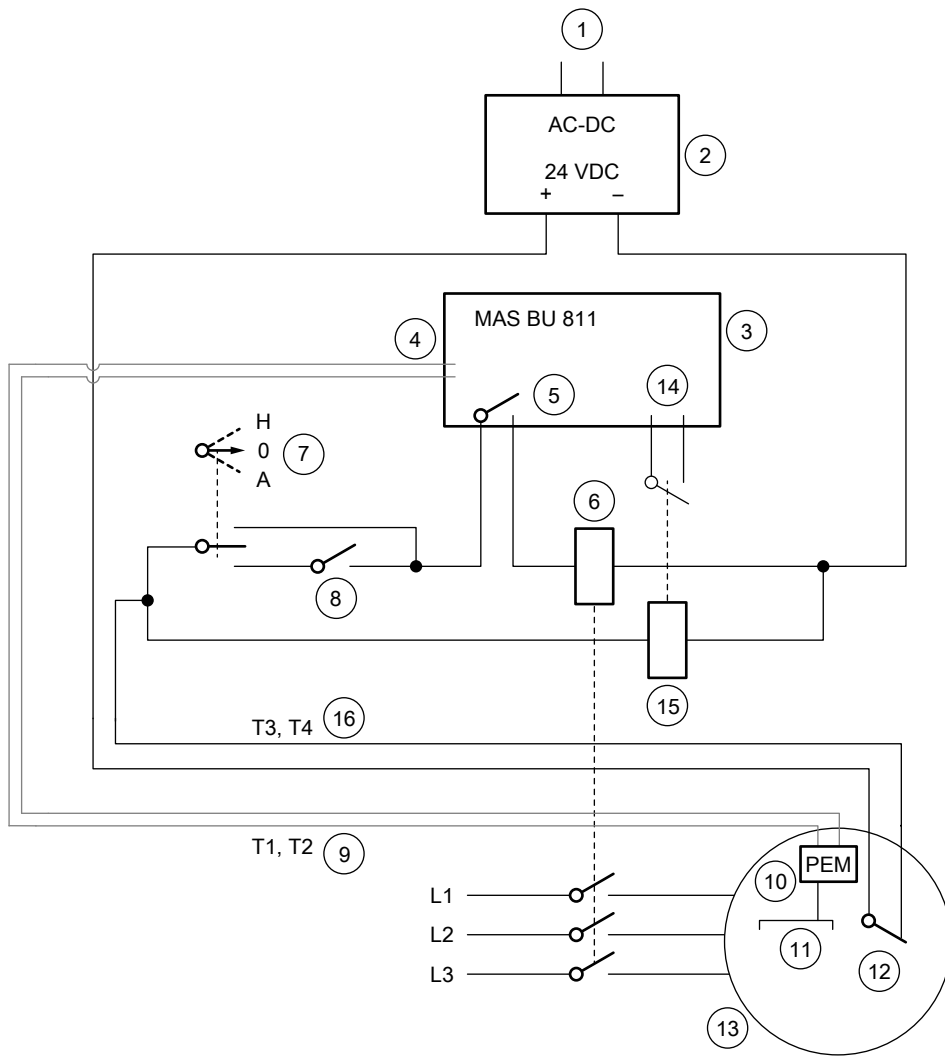 1
AC-DC
2
24 VDC
+ –
MAS BU 811
3
4
5
14
H
0
7
A
6
8
15
T3, T4 16
T1, T2 9
PEM
10
L1
11
L2
12
L3
13